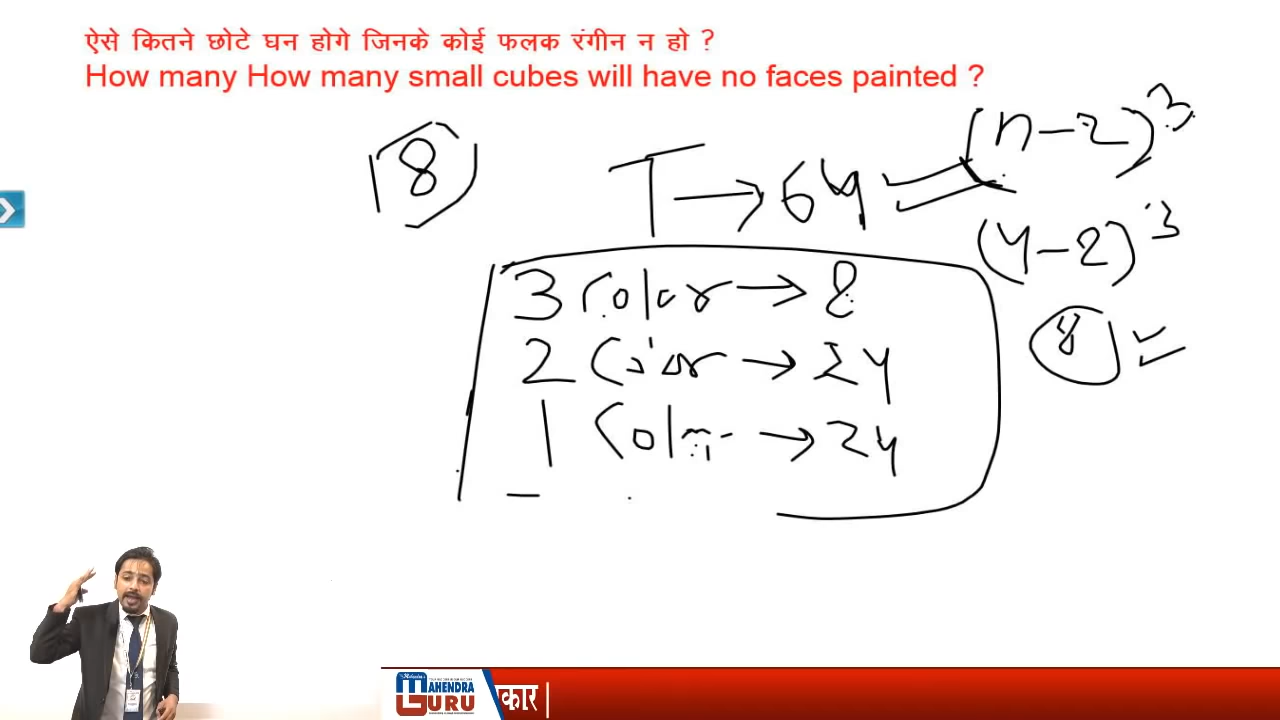 ऐसे कितने छोटे घन होगे जिनके कोई फलक रंगीन न हो ?
How many How many small cubes will have no faces painted ?
8
T → 64
(n-2)³
(4-2)³
8
3 Color → 8
2 Color → 24
1 Color → 24
Mahendra's
MAHENDRA
GURU
कार